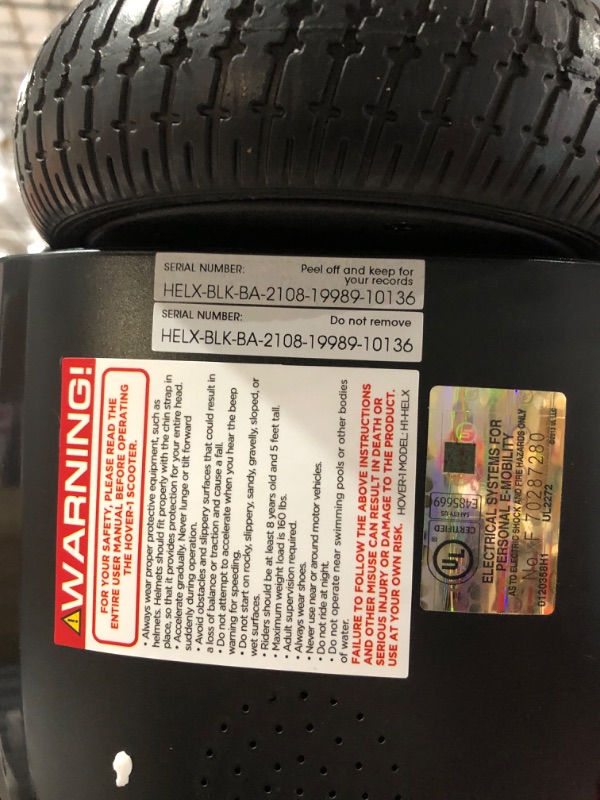 SERIAL NUMBER:
Peel off and keep for
your records
HELX-BLK-BA-2108-19989-10136
SERIAL NUMBER:
Do not remove
HELX-BLK-BA-2108-19989-10136
WARNING!
FOR YOUR SAFETY, PLEASE READ THE
ENTIRE USER MANUAL BEFORE OPERATING
THE HOVER-1 SCOOTER.
• Always wear proper protective equipment, such as
helmets. Helmets should fit properly with the chin strap in
place, so that it provides protection for your entire head.
• Accelerate gradually. Never lunge or tilt forward
suddenly during operation.
• Avoid obstacles and slippery surfaces that could result in
a loss of balance or traction and cause a fall.
• Do not attempt to accelerate when you hear the beep
warning for speeding.
• Do not start on rocky, slippery, sandy, gravelly, sloped, or
wet surfaces.
• Riders should be at least 8 years old and 5 feet tall.
• Maximum weight load is 160 lbs.
• Adult supervision required.
• Always wear shoes.
• Never use near or around motor vehicles.
• Do not ride at night.
• Do not operate near swimming pools or other bodies
of water.
FAILURE TO FOLLOW THE ABOVE INSTRUCTIONS
AND OTHER MISUSE CAN RESULT IN DEATH OR
SERIOUS INJURY OR DAMAGE TO THE PRODUCT.
USE AT YOUR OWN RISK. HOVER-1 MODEL: H1-HELX
UL
CERTIFIED
SAFETY US
E485669
ELECTRICAL SYSTEMS FOR
PERSONAL E-MOBILITY
AS TO ELECTRIC SHOCK AND FIRE HAZARDS ONLY
UL2272
0120358H1